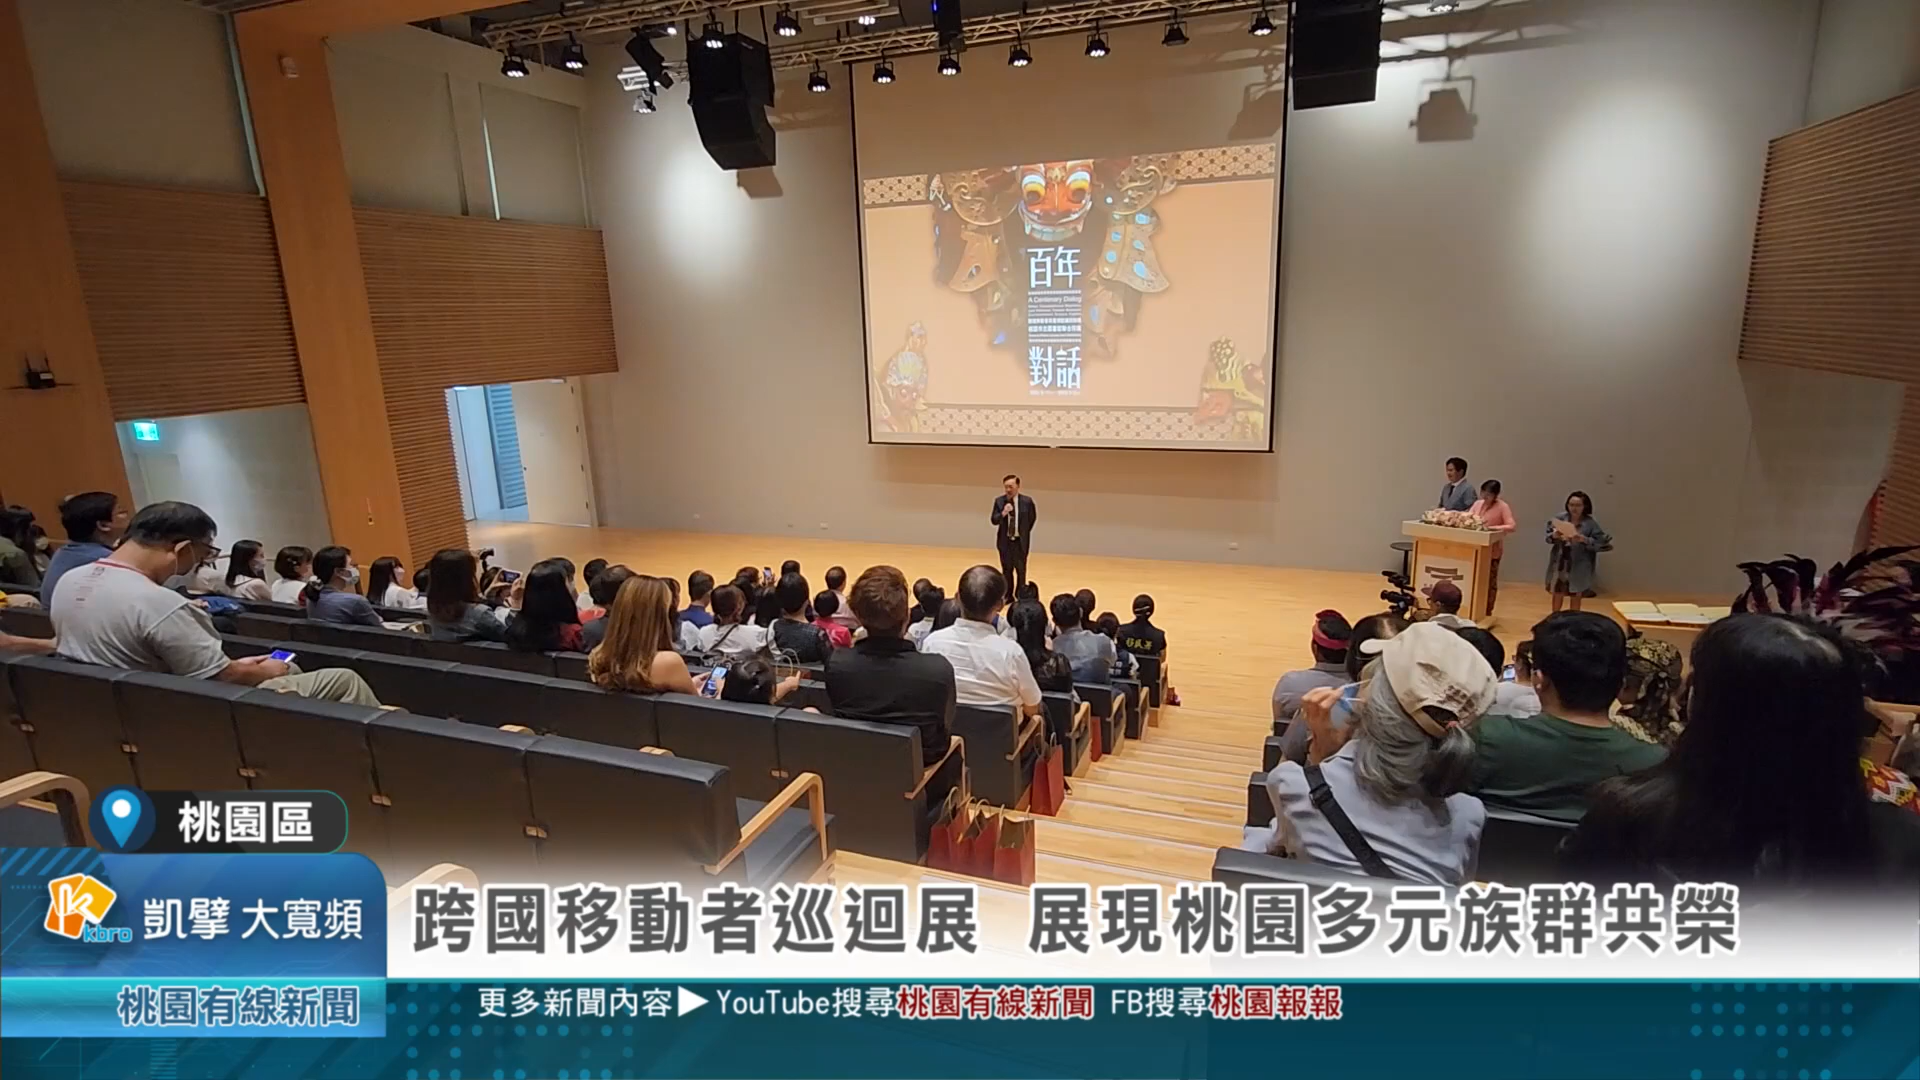 百年
A Centenary Dialog
對話
移民署
桃園區
kbro
凱擘 大寬頻
跨國移動者巡迴展 展現桃園多元族群共榮
桃園有線新聞
更多新聞內容▶YouTube搜尋桃園有線新聞 FB搜尋桃園報報